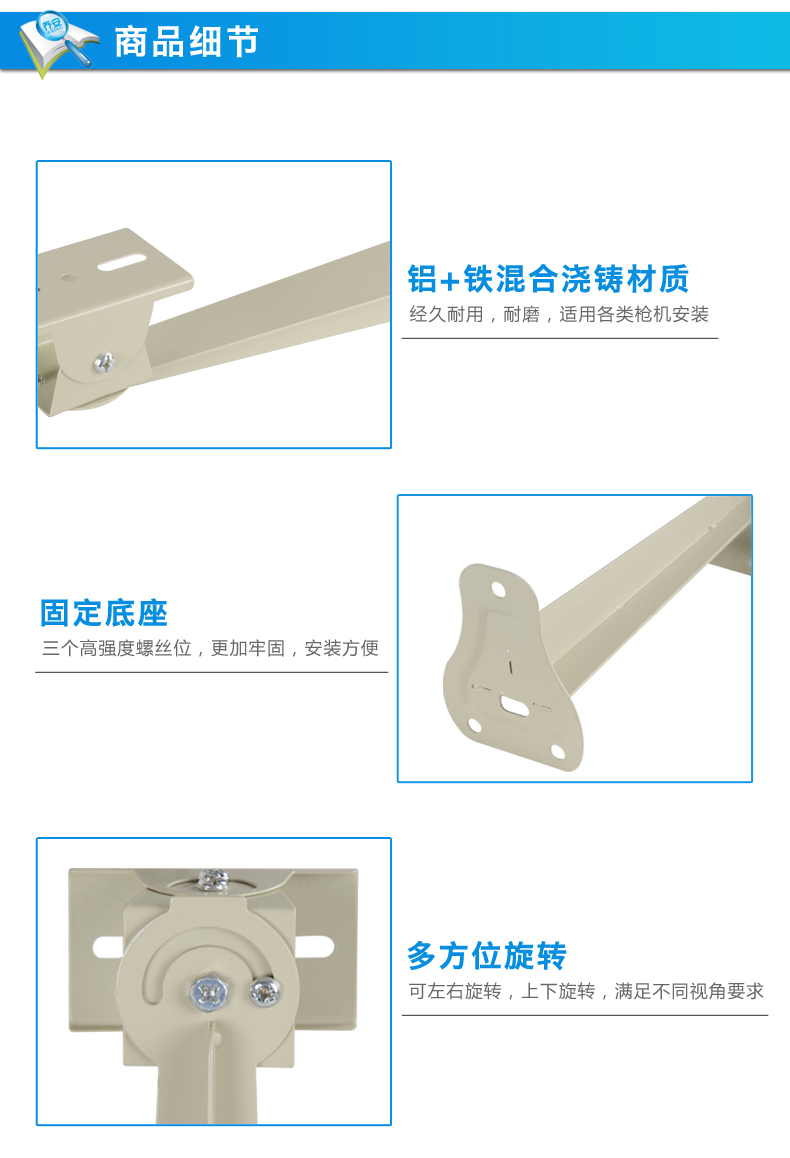 乔安
商品细节
铝+铁混合浇铸材质
经久耐用，耐磨，适用各类枪机安装
固定底座
三个高强度螺丝位，更加牢固，安装方便
多方位旋转
可左右旋转，上下旋转，满足不同视角要求